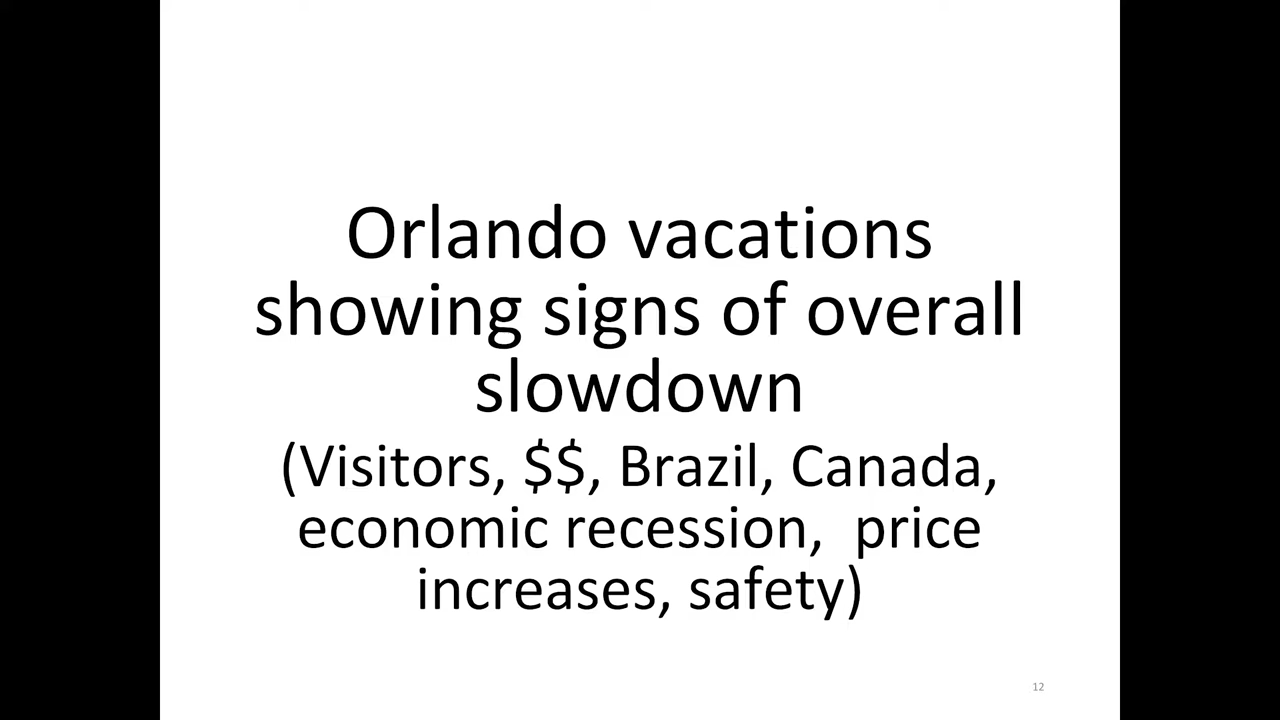 Orlando vacations
showing signs of overall
slowdown
(Visitors, $$, Brazil, Canada,
economic recession,  price
increases, safety)
12